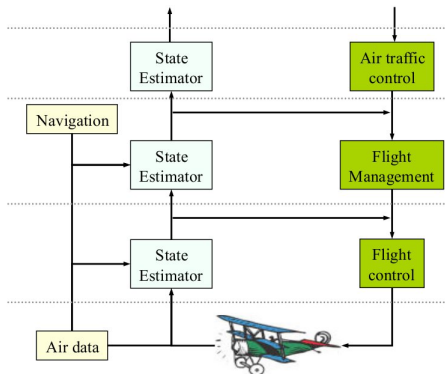 State
Estimator
Air traffic
control
Navigation
State
Estimator
Flight
Management
State
Estimator
Flight
control
Air data